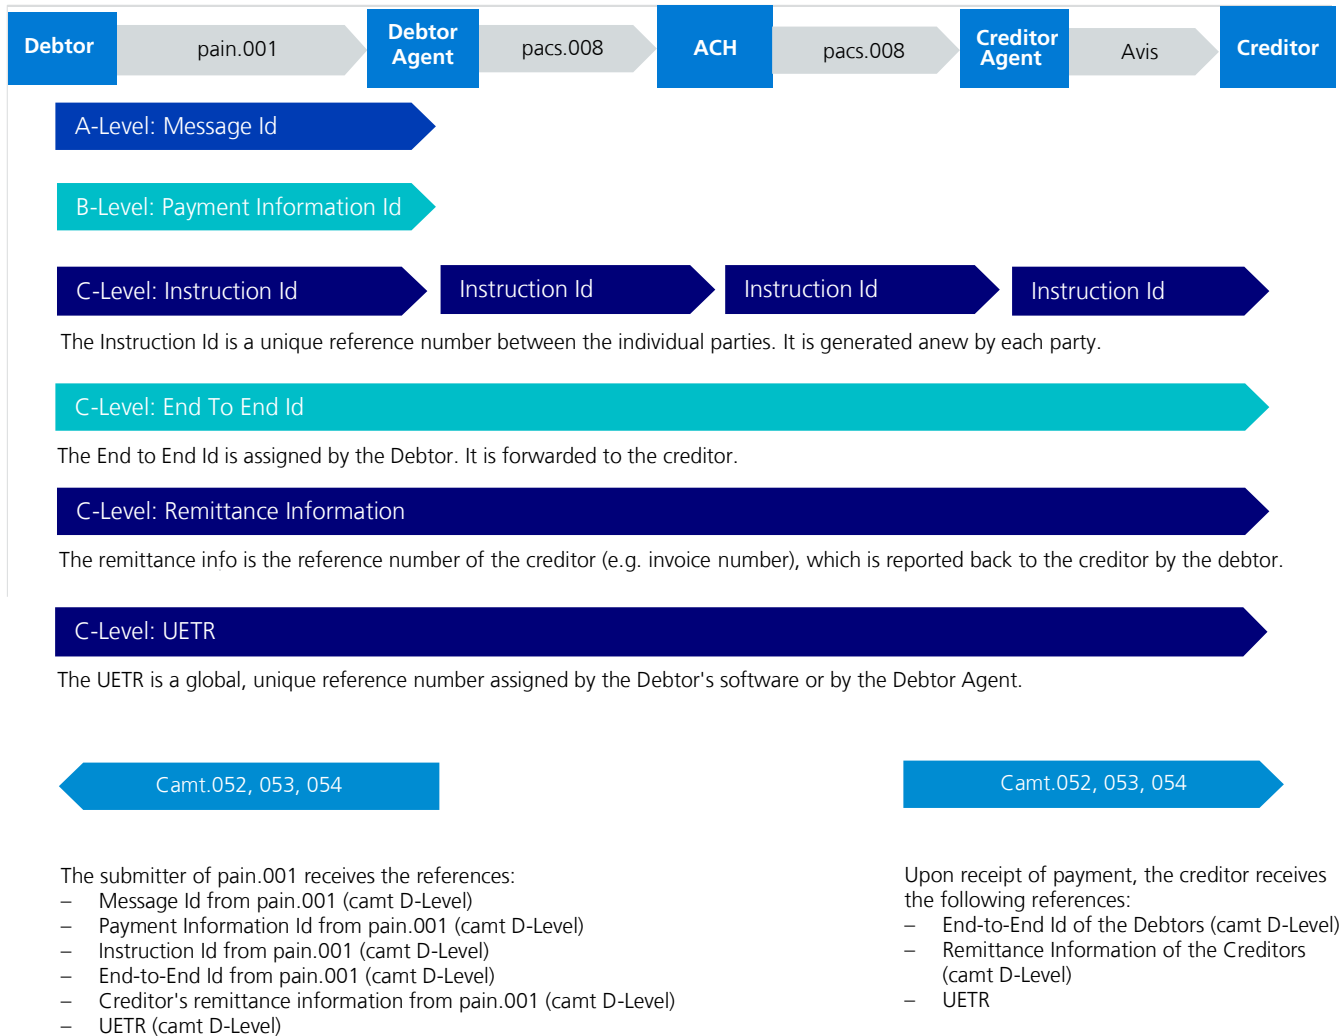 Debtor pain.001 Debtor Agent pacs.008 ACH pacs.008 Creditor Agent Avis Creditor
A-Level: Message Id
B-Level: Payment Information Id
C-Level: Instruction Id Instruction Id Instruction Id Instruction Id
The Instruction Id is a unique reference number between the individual parties. It is generated anew by each party.
C-Level: End To End Id
The End to End Id is assigned by the Debtor. It is forwarded to the creditor.
C-Level: Remittance Information
The remittance info is the reference number of the creditor (e.g. invoice number), which is reported back to the creditor by the debtor.
C-Level: UETR
The UETR is a global, unique reference number assigned by the Debtor's software or by the Debtor Agent.
Camt.052, 053, 054
The submitter of pain.001 receives the references:
– Message Id from pain.001 (camt D-Level)
– Payment Information Id from pain.001 (camt D-Level)
– Instruction Id from pain.001 (camt D-Level)
– End-to-End Id from pain.001 (camt D-Level)
– Creditor's remittance information from pain.001 (camt D-Level)
– UETR (camt D-Level)
Camt.052, 053, 054
Upon receipt of payment, the creditor receives
the following references:
– End-to-End Id of the Debtors (camt D-Level)
– Remittance Information of the Creditors
(camt D-Level)
– UETR